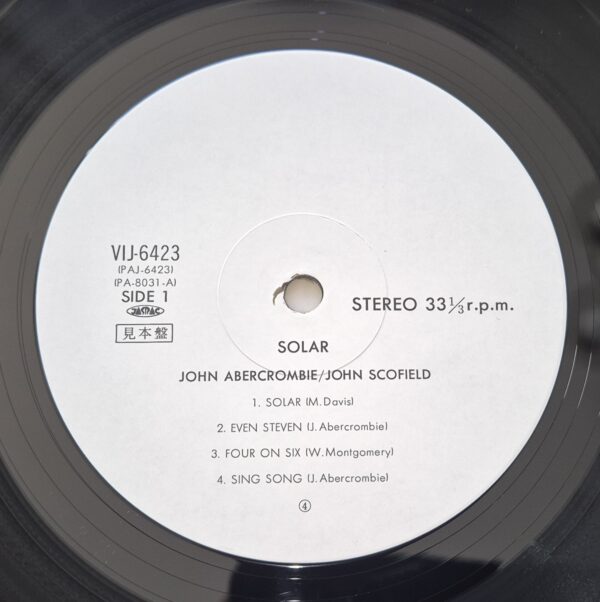 VIJ-6423
(PAJ-6423)
(PA-8031-A)
SIDE 1
JASRAC
見本盤
STEREO 33⅓ r.p.m.
SOLAR
JOHN ABERCROMBIE/JOHN SCOFIELD
1. SOLAR (M. Davis)
2. EVEN STEVEN (J. Abercrombie)
3. FOUR ON SIX (W. Montgomery)
4. SING SONG (J. Abercrombie)
④